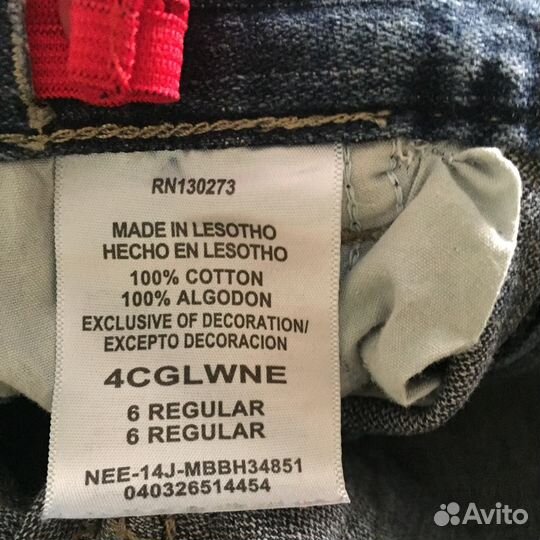 RN130273
MADE IN LESOTHO
HECHO EN LESOTHO
100% COTTON
100% ALGODON
EXCLUSIVE OF DECORATION/
EXCEPTO DECORACION
4CGLWNE
6 REGULAR
6 REGULAR
NEE-14J-MBBH34851
040326514454
Avito